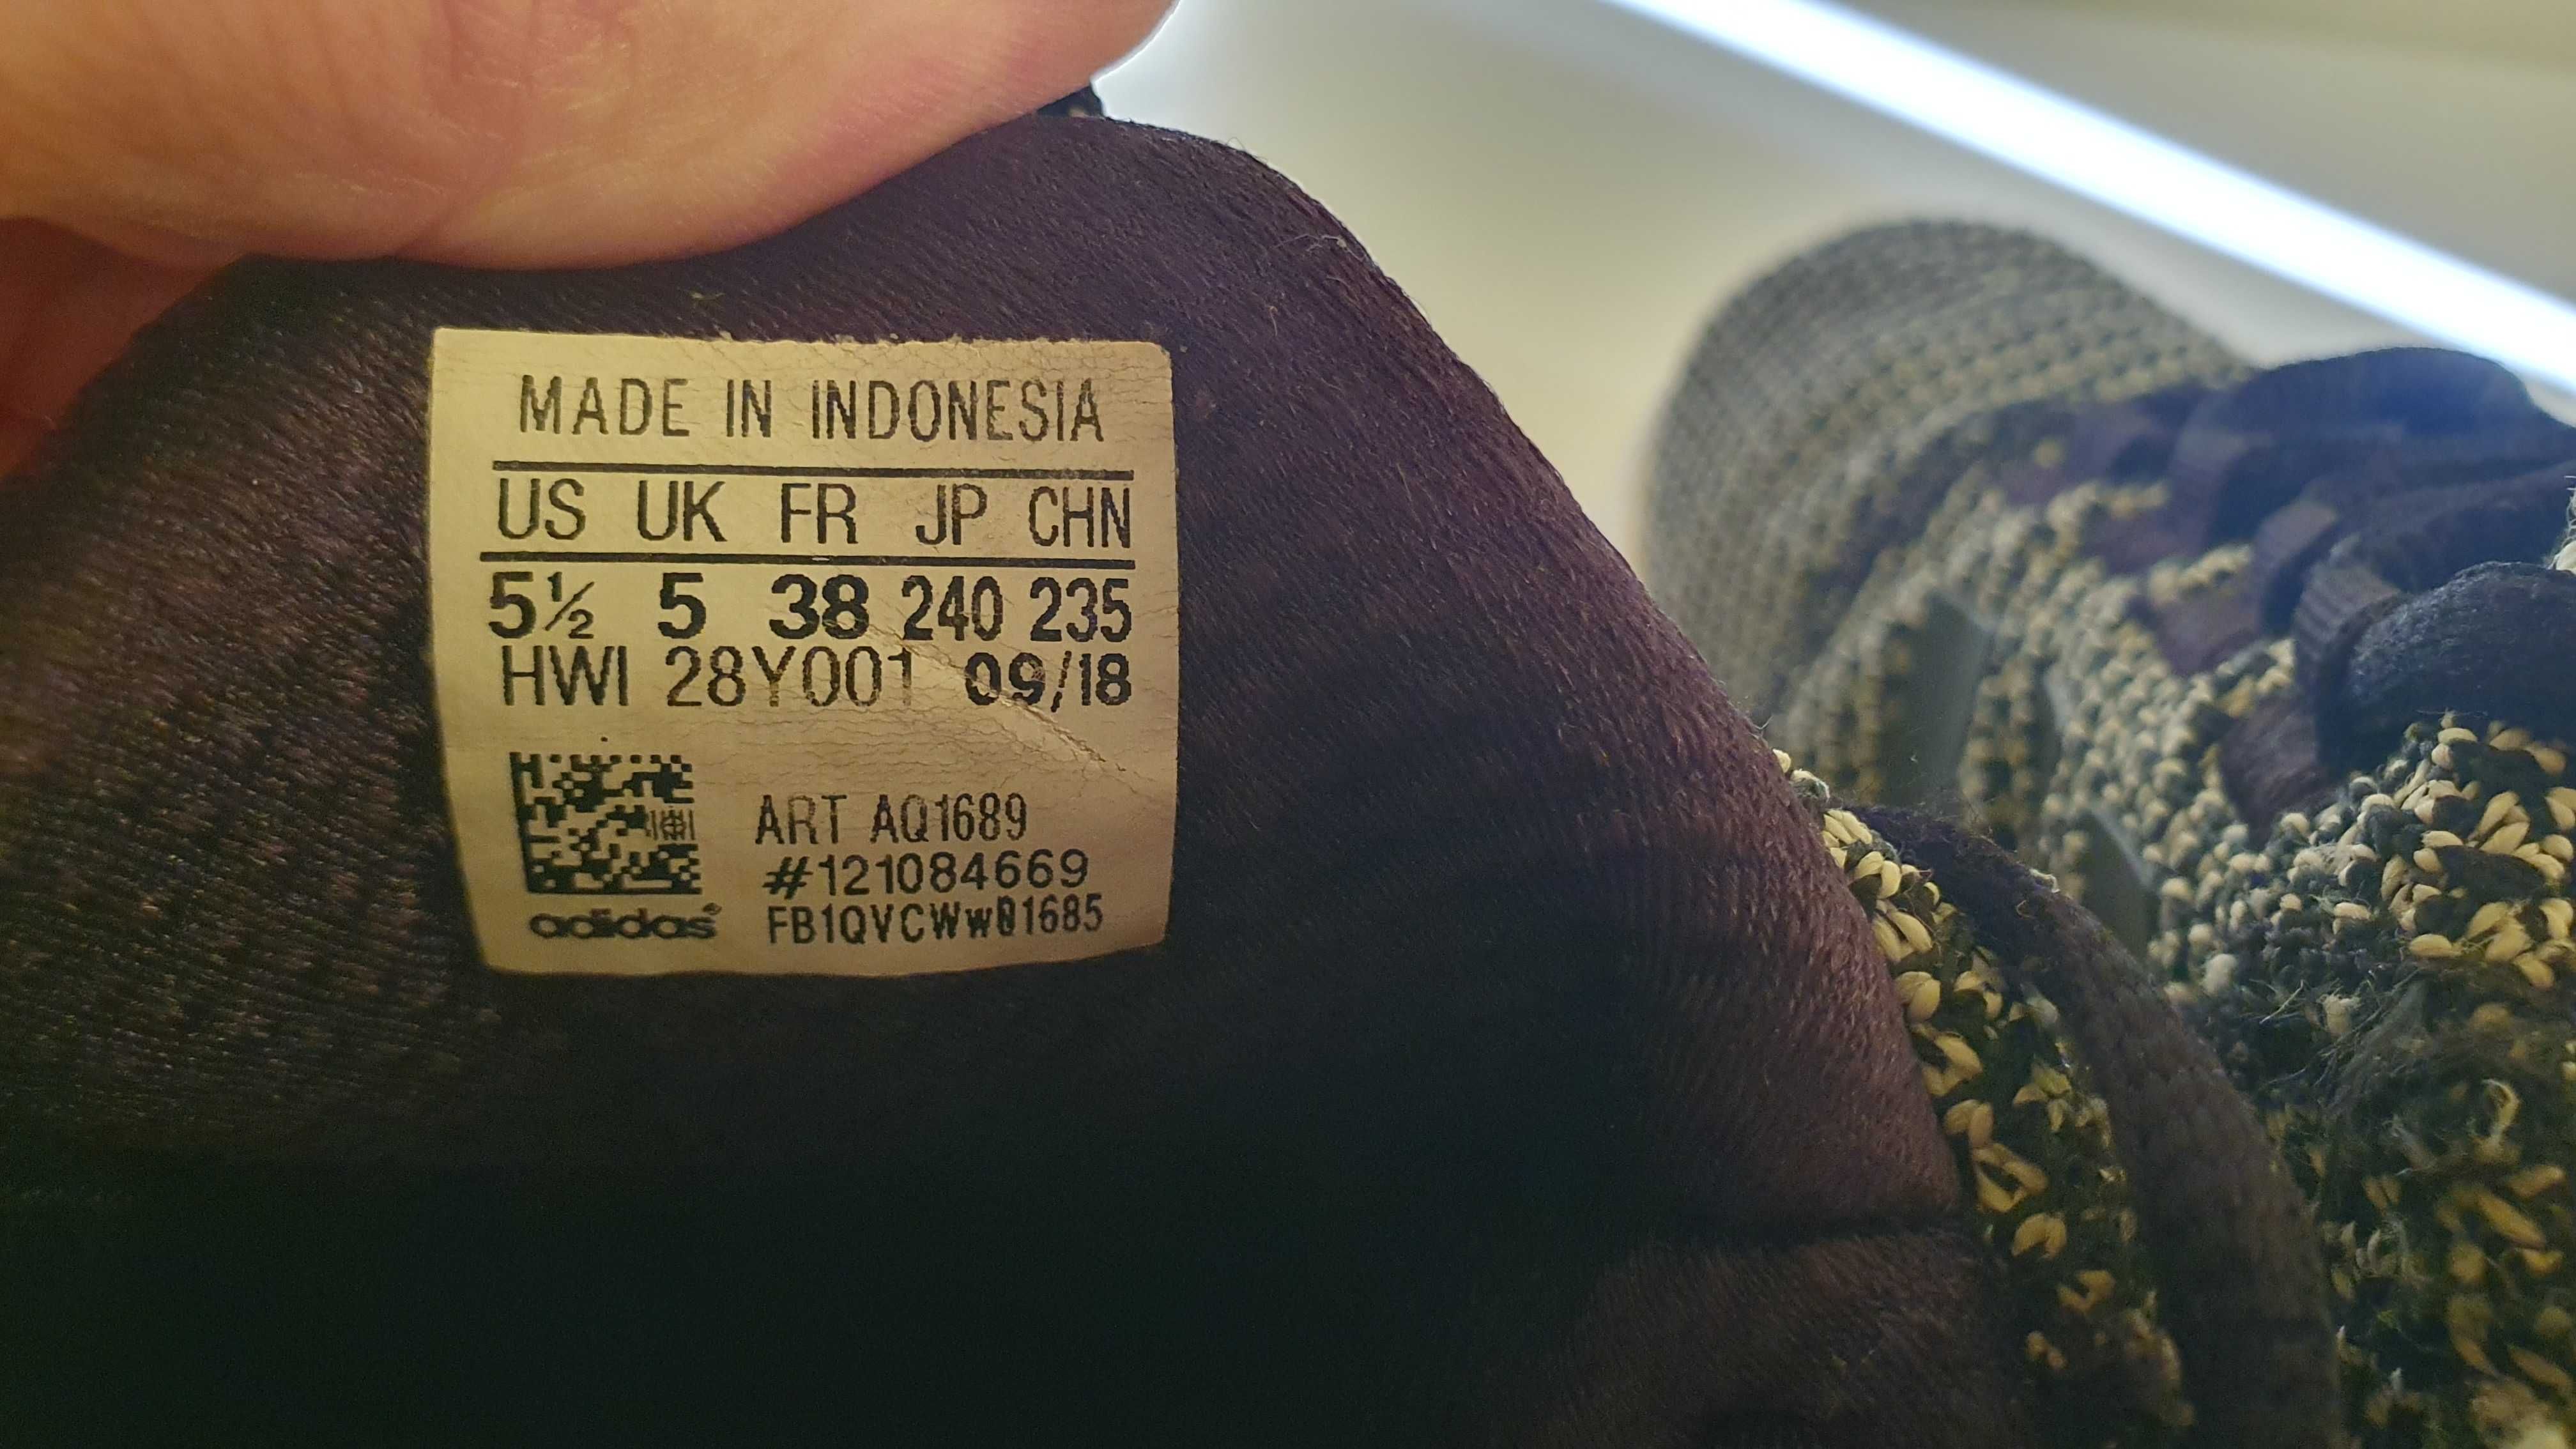 MADE IN INDONESIA
US UK FR JP CHN
5½ 5 38 240 235
HWI 28Y001 09/18
ART AQ1689
#121084669
adidas®